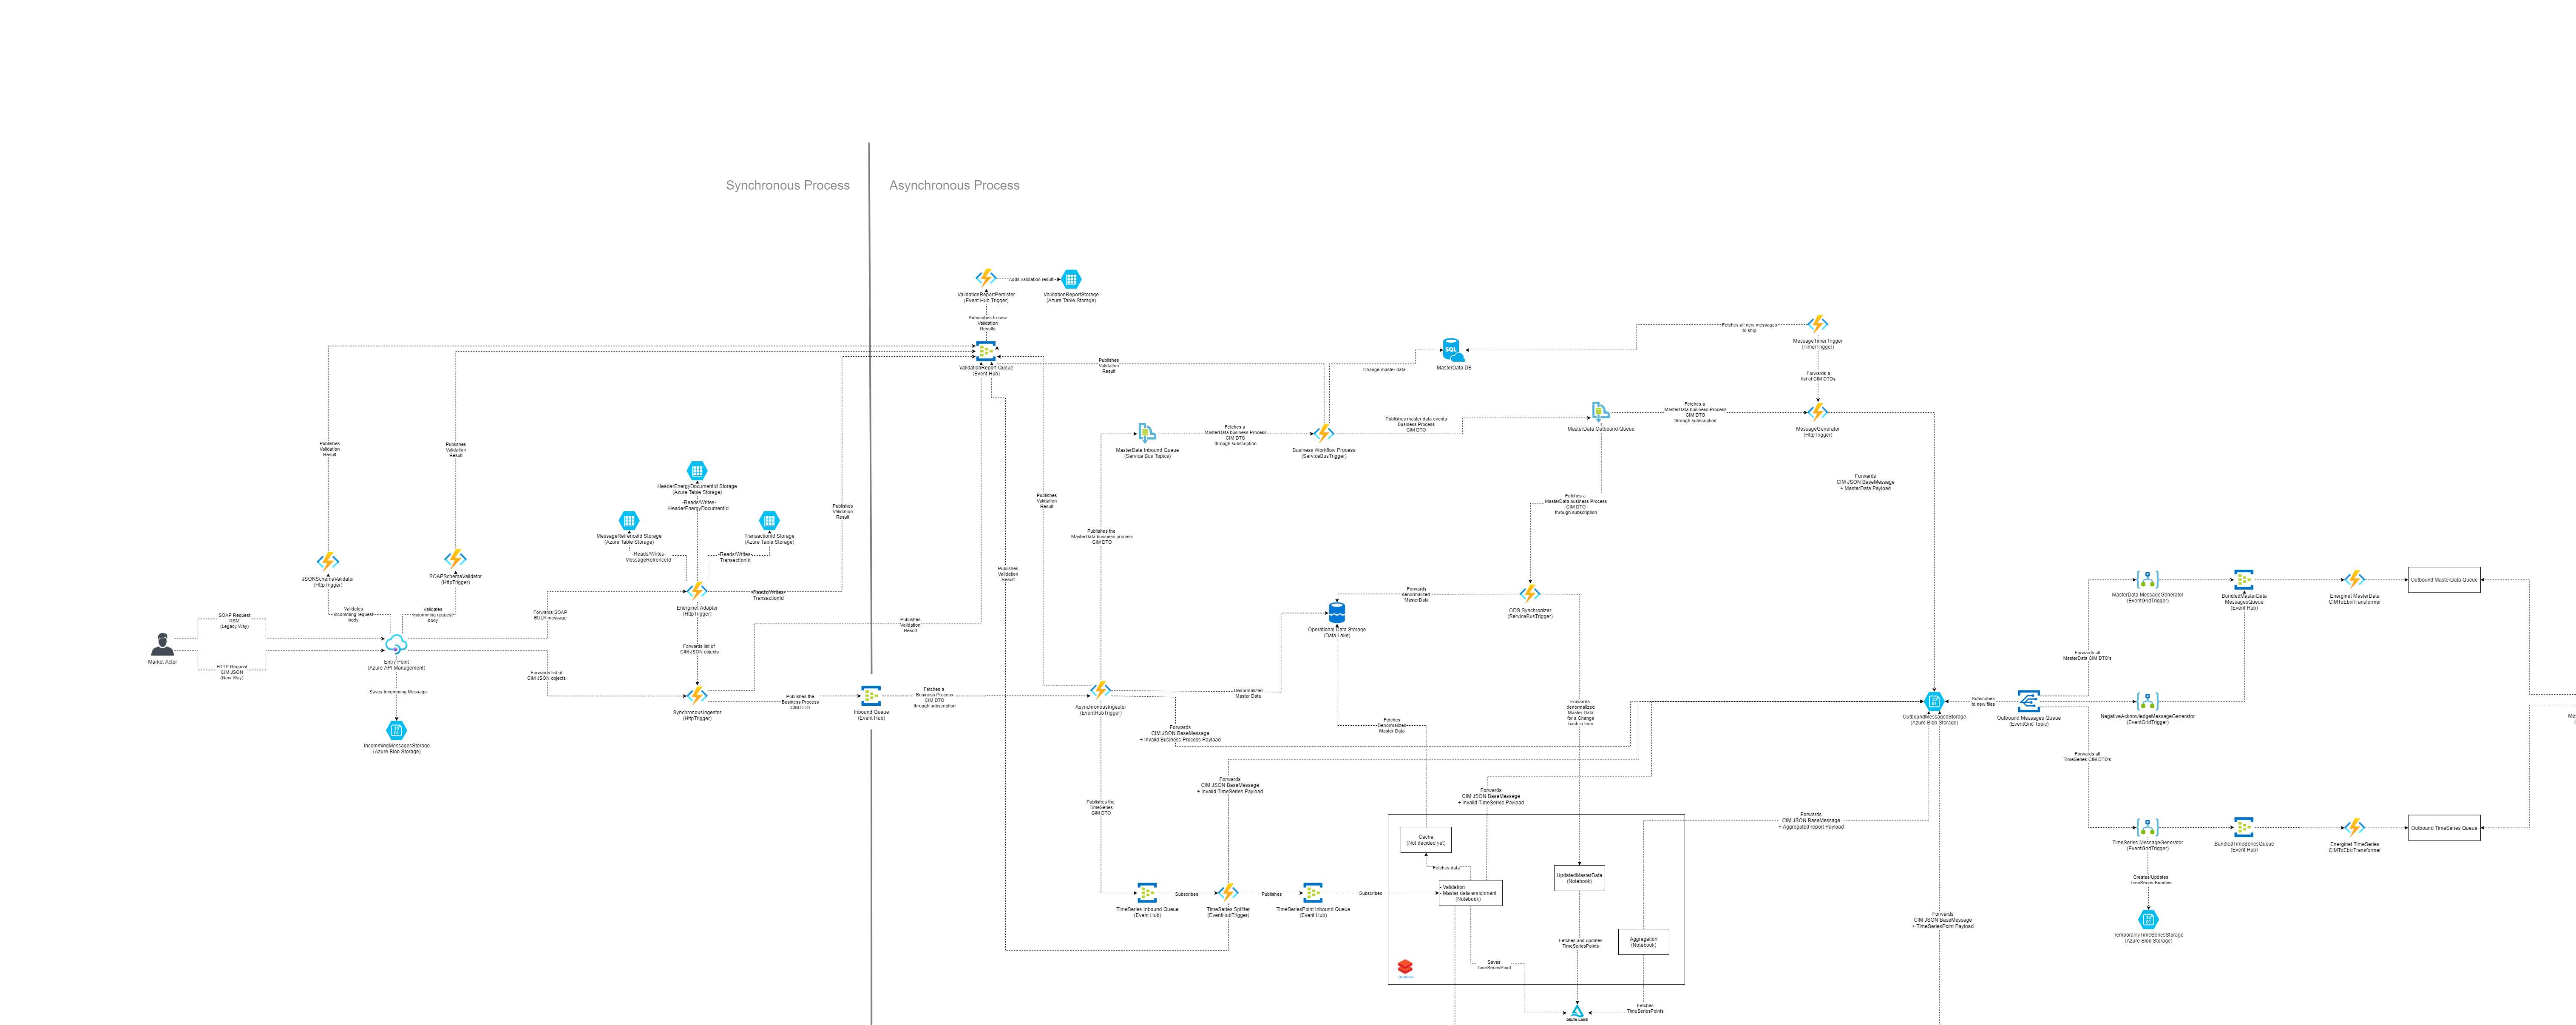 Synchronous Process
Asynchronous Process
Adds validation result
ValidationReportPersister
(Event Hub Trigger)
ValidationReportStorage
(Azure Table Storage)
Subscribes to new
Validation
Results
ValidationReport Queue
(Event Hub)
Publishes
Validation
Result
Change master data
MasterData DB
Fetches all new messages
to ship
MessageTimerTrigger
(TimerTrigger)
Forwards a
list of CIM DTOs
Fetches a
MasterData business Process
CIM DTO
through subscription
MessageGenerator
(HttpTrigger)
MasterData Outbound Queue
Publishes master data events
Business Process
CIM DTO
Business Workflow Process
(ServiceBusTrigger)
Fetches a
MasterData business Process
CIM DTO
through subscription
MasterData Inbound Queue
(Service Bus Topics)
Publishes
Validation
Result
Publishes
Validation
Result
HeaderEnergyDocumentId Storage
(Azure Table Storage)
-Reads/Writes-
HeaderEnergyDocumentId
Publishes
Validation
Result
Publishes
Validation
Result
Forwards
CIM JSON BaseMessage
+ MasterData Payload
Fetches a
MasterData business Process
CIM DTO
through subscription
MessageRefrenceId Storage
(Azure Table Storage)
TransactionId Storage
(Azure Table Storage)
-Reads/Writes-
MessageRefrenceId
-Reads/Writes-
TransactionId
Publishes the
MasterData business process
CIM DTO
Publishes
Validation
Result
JSONSchemaValidator
(HttpTrigger)
SOAPSchemaValidator
(HttpTrigger)
-Reads/Writes-
TransactionId
Energinet Adapter
(HttpTrigger)
Forwards
denormalized
MasterData
ODS Synchronizer
(ServiceBusTrigger)
Operational Data Storage
(Data Lake)
MasterData MessageGenerator
(EventGridTrigger)
BundledMasterData
MessagesQueue
(Event Hub)
Energinet MasterData
CIMToEbixTransformer
Outbound MasterData Queue
Validates
incomming request
body
Validates
incomming request
body
SOAP Request
RSM
(Legacy Way)
Forwards SOAP
BULK message
Publishes
Validation
Result
Market Actor
Entry Point
(Azure API Management)
HTTP Request
CIM JSON
(New Way)
Forwards list of
CIM JSON objects
Forwards list of
CIM JSON objects
Forwards all
MasterData CIM DTO's
Saves Incomming Message
SynchronousIngestor
(HttpTrigger)
Publishes the
Business Process
CIM DTO
Inbound Queue
(Event Hub)
Fetches a
Business Process
CIM DTO
through subscription
AsynchronousIngestor
(EventHubTrigger)
Denormalized
Master Data
Forwards
denormalized
Master Data
for a Change
back in time
Fetches
Denormalized
Master Data
OutboundMessagesStorage
(Azure Blob Storage)
Subscribes
to new files
Outbound Messages Queue
(EventGrid Topic)
NegativeAcknowledgeMessageGenerator
(EventGridTrigger)
IncommingMessagesStorage
(Azure Blob Storage)
Forwards
CIM JSON BaseMessage
+ Invalid Business Process Payload
Forwards all
TimeSeries CIM DTO's
Forwards
CIM JSON BaseMessage
+ Invalid TimeSeries Payload
Forwards
CIM JSON BaseMessage
+ Invalid TimeSeries Payload
Publishes the
TimeSeries
CIM DTO
Forwards
CIM JSON BaseMessage
+ Aggregated report Payload
Cache
(Not decided yet)
Fetches data
TimeSeries MessageGenerator
(EventGridTrigger)
BundledTimeSeriesQueue
(Event Hub)
Energinet TimeSeries
CIMToEbixTransformer
Outbound TimeSeries Queue
UpdatedMasterData
(Notebook)
Creates/Updates
TimeSeries Bundles
- Validation
- Master data enrichment
(Notebook)
TimeSeries Inbound Queue
(Event Hub)
Subscribes
TimeSeries Splitter
(EventHubTrigger)
Publishes
TimeSeriesPoint Inbound Queue
(Event Hub)
Subscribes
Forwards
CIM JSON BaseMessage
+ TimeSeriesPoint Payload
TemporarilyTimeSeriesStorage
(Azure Blob Storage)
Fetches and updates
TimeSeriesPoints
Aggregation
(Notebook)
Saves
TimeSeriesPoint
Fetches
TimeSeriesPoints
DELTA LAKE